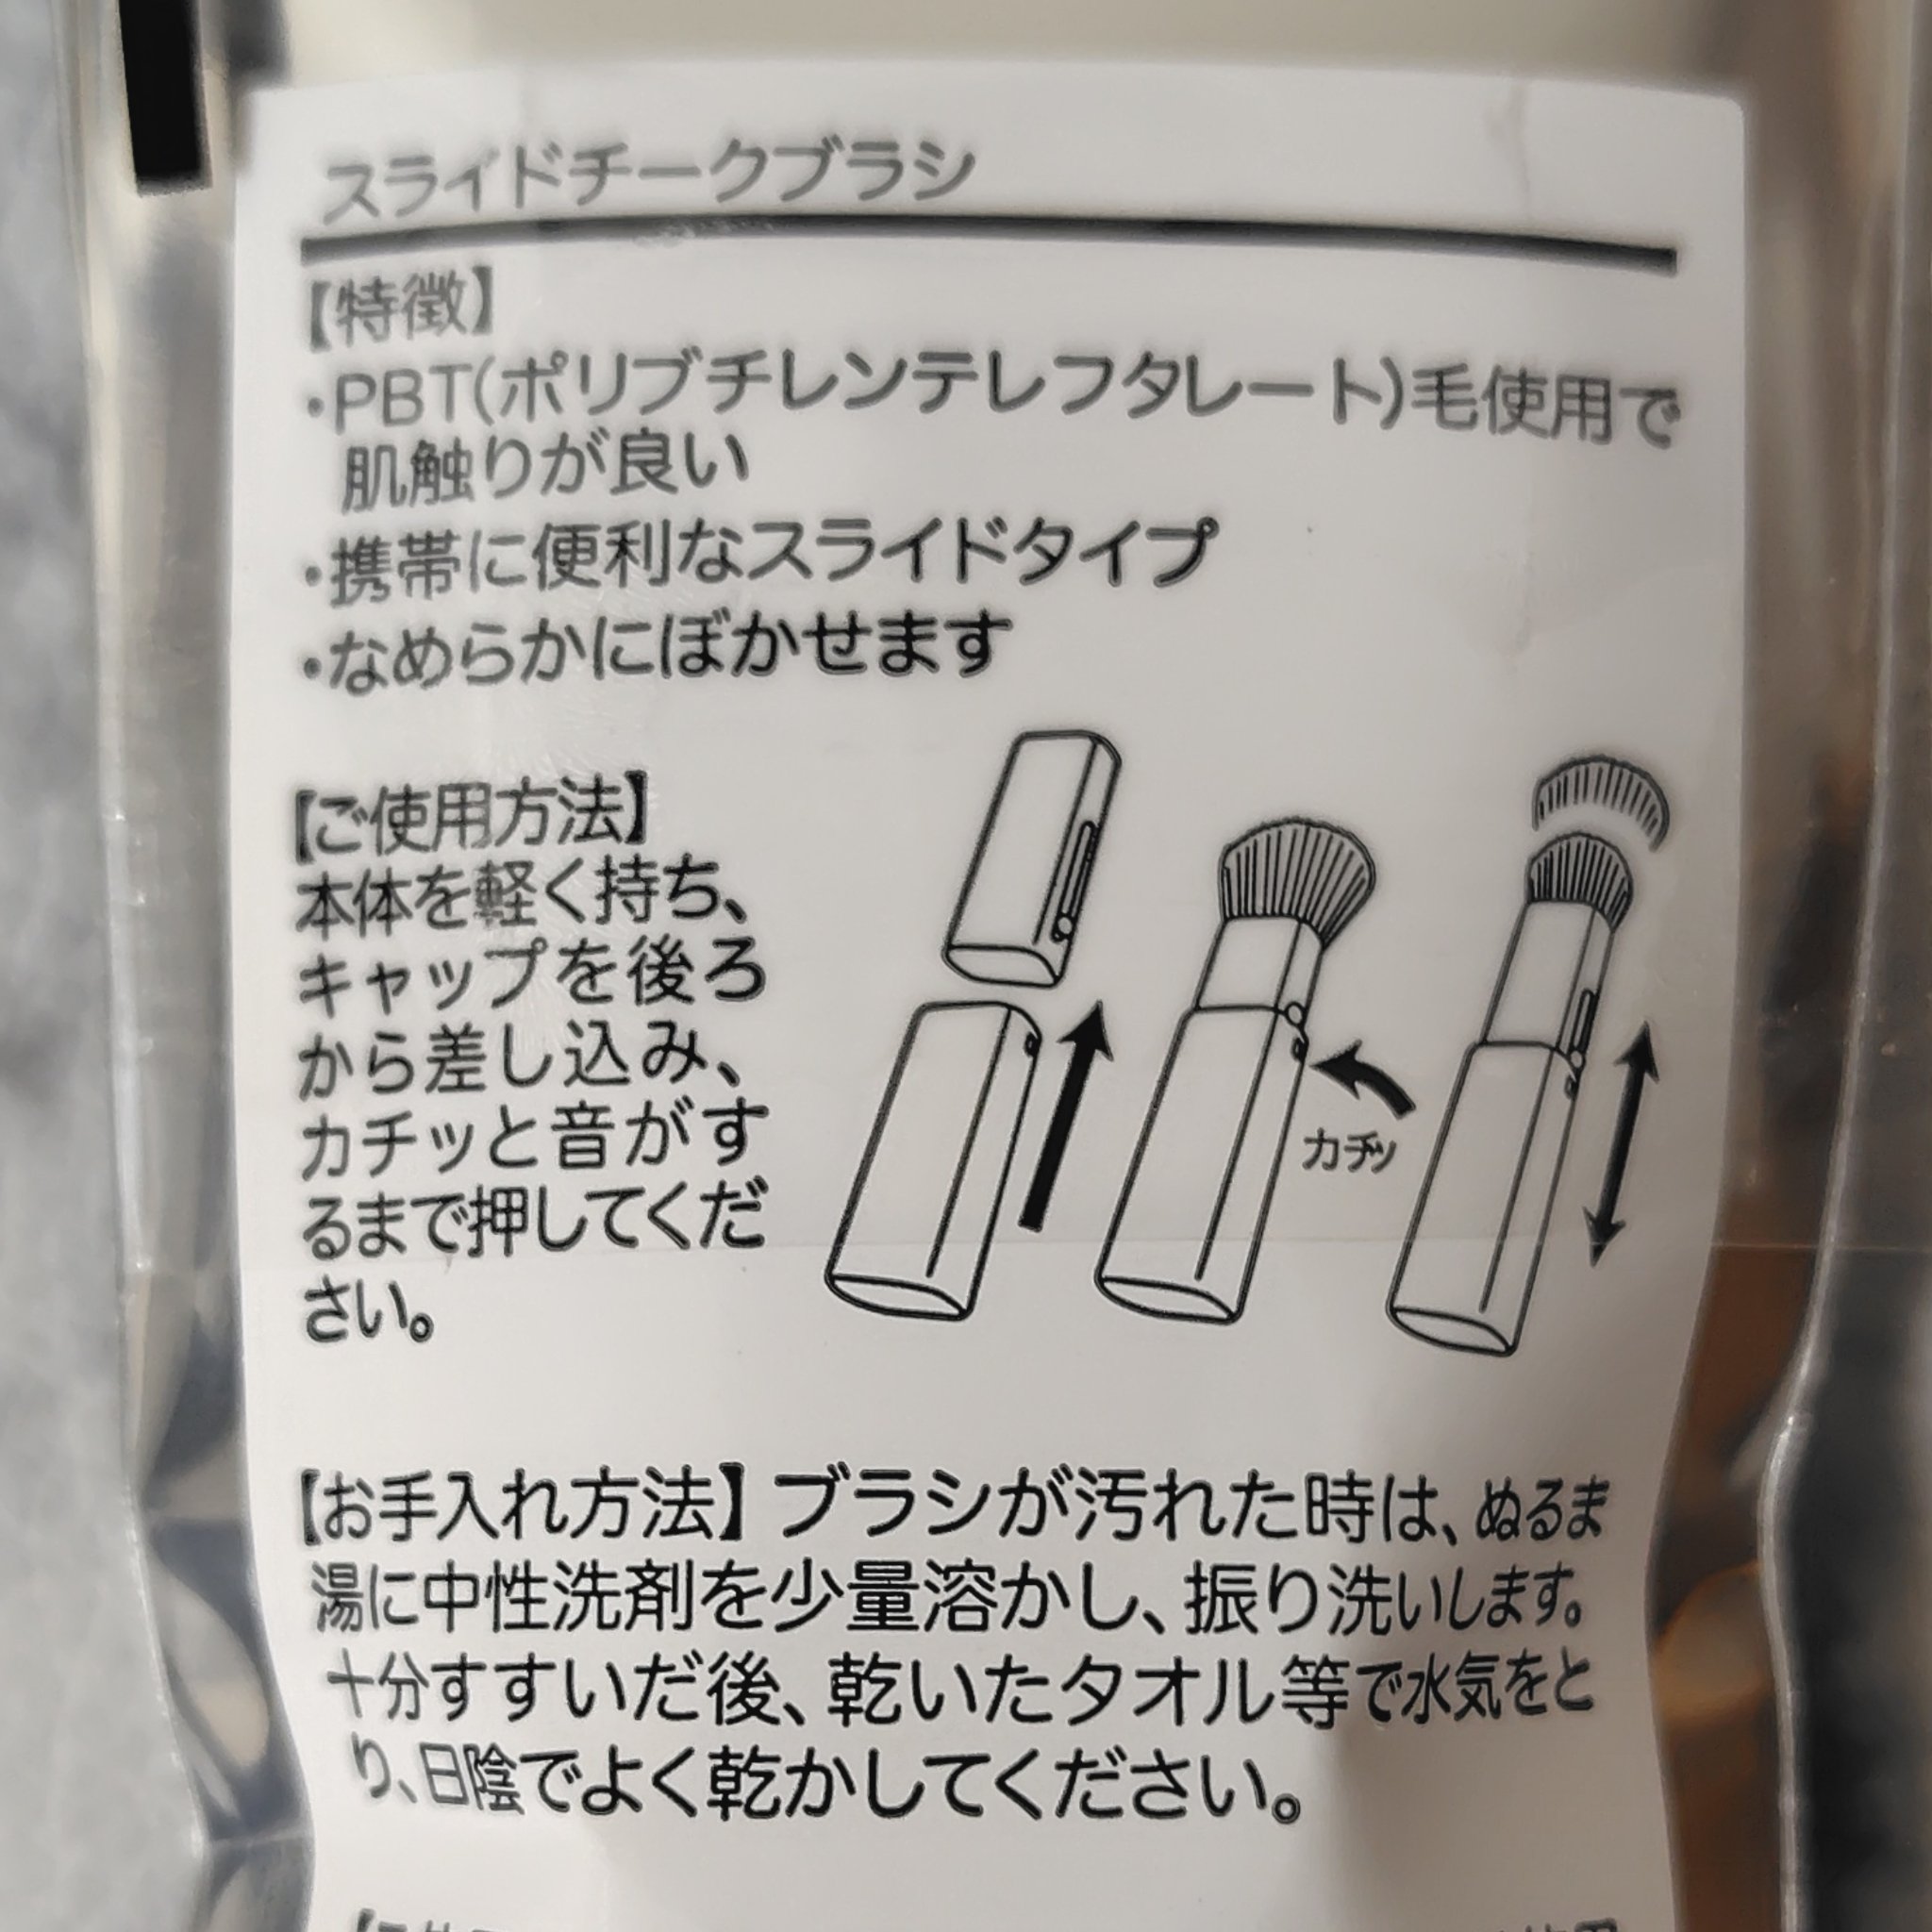 スライドチークブラシ
【特徴】
・PBT(ポリブチレンテレフタレート)毛使用で
肌触りが良い
・携帯に便利なスライドタイプ
・なめらかにぼかせます
【ご使用方法】
本体を軽く持ち、
キャップを後ろ
から差し込み、
カチッと音がす
るまで押してくだ
さい。
カチッ
【お手入れ方法】ブラシが汚れた時は、ぬるま
湯に中性洗剤を少量溶かし、振り洗いします。
十分すすいだ後、乾いたタオル等で水気をと
り、日陰でよく乾かしてください。